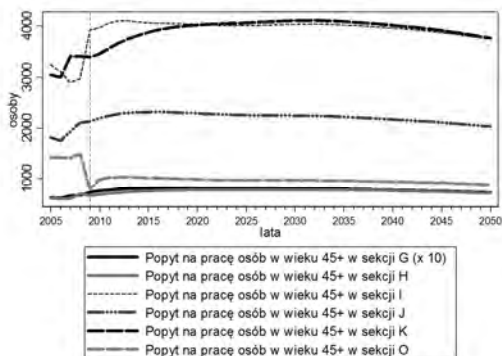 4000
3000
osoby
2000
1000
2005 2010 2015 2020 2025 2030 2035 2040 2045 2050
lata
Popyt na pracę osób w wieku 45+ w sekcji G (x 10)
Popyt na pracę osób w wieku 45+ w sekcji H
Popyt na pracę osób w wieku 45+ w sekcji I
Popyt na pracę osób w wieku 45+ w sekcji J
Popyt na pracę osób w wieku 45+ w sekcji K
Popyt na pracę osób w wieku 45+ w sekcji O